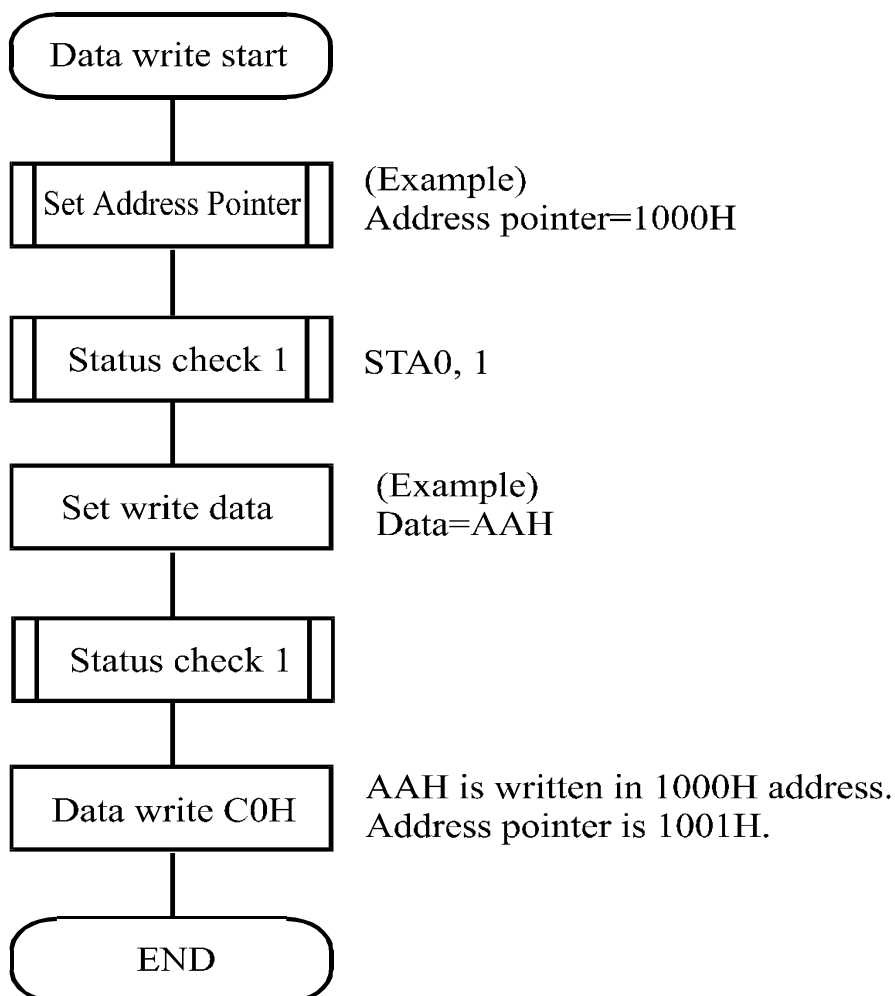 Data write start
Set Address Pointer
(Example)
Address pointer=1000H
Status check 1
STA0, 1
Set write data
(Example)
Data=AAH
Status check 1
Data write C0H
AAH is written in 1000H address.
Address pointer is 1001H.
END